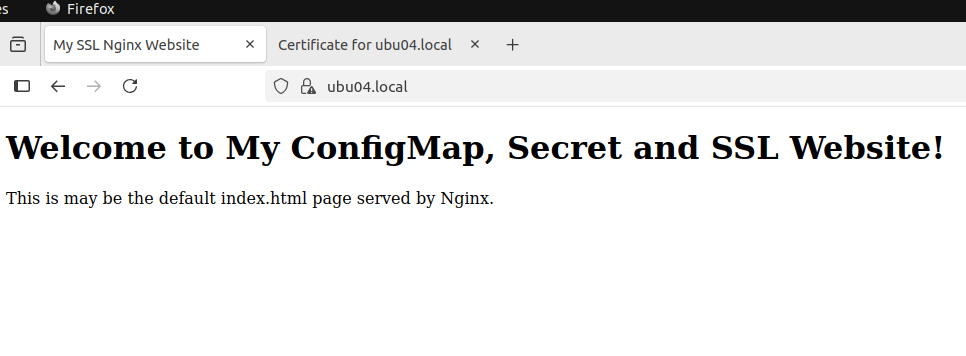 es Firefox
My SSL Nginx Website Certificate for ubu04.local
ubu04.local
Welcome to My ConfigMap, Secret and SSL Website!
This is may be the default index.html page served by Nginx.